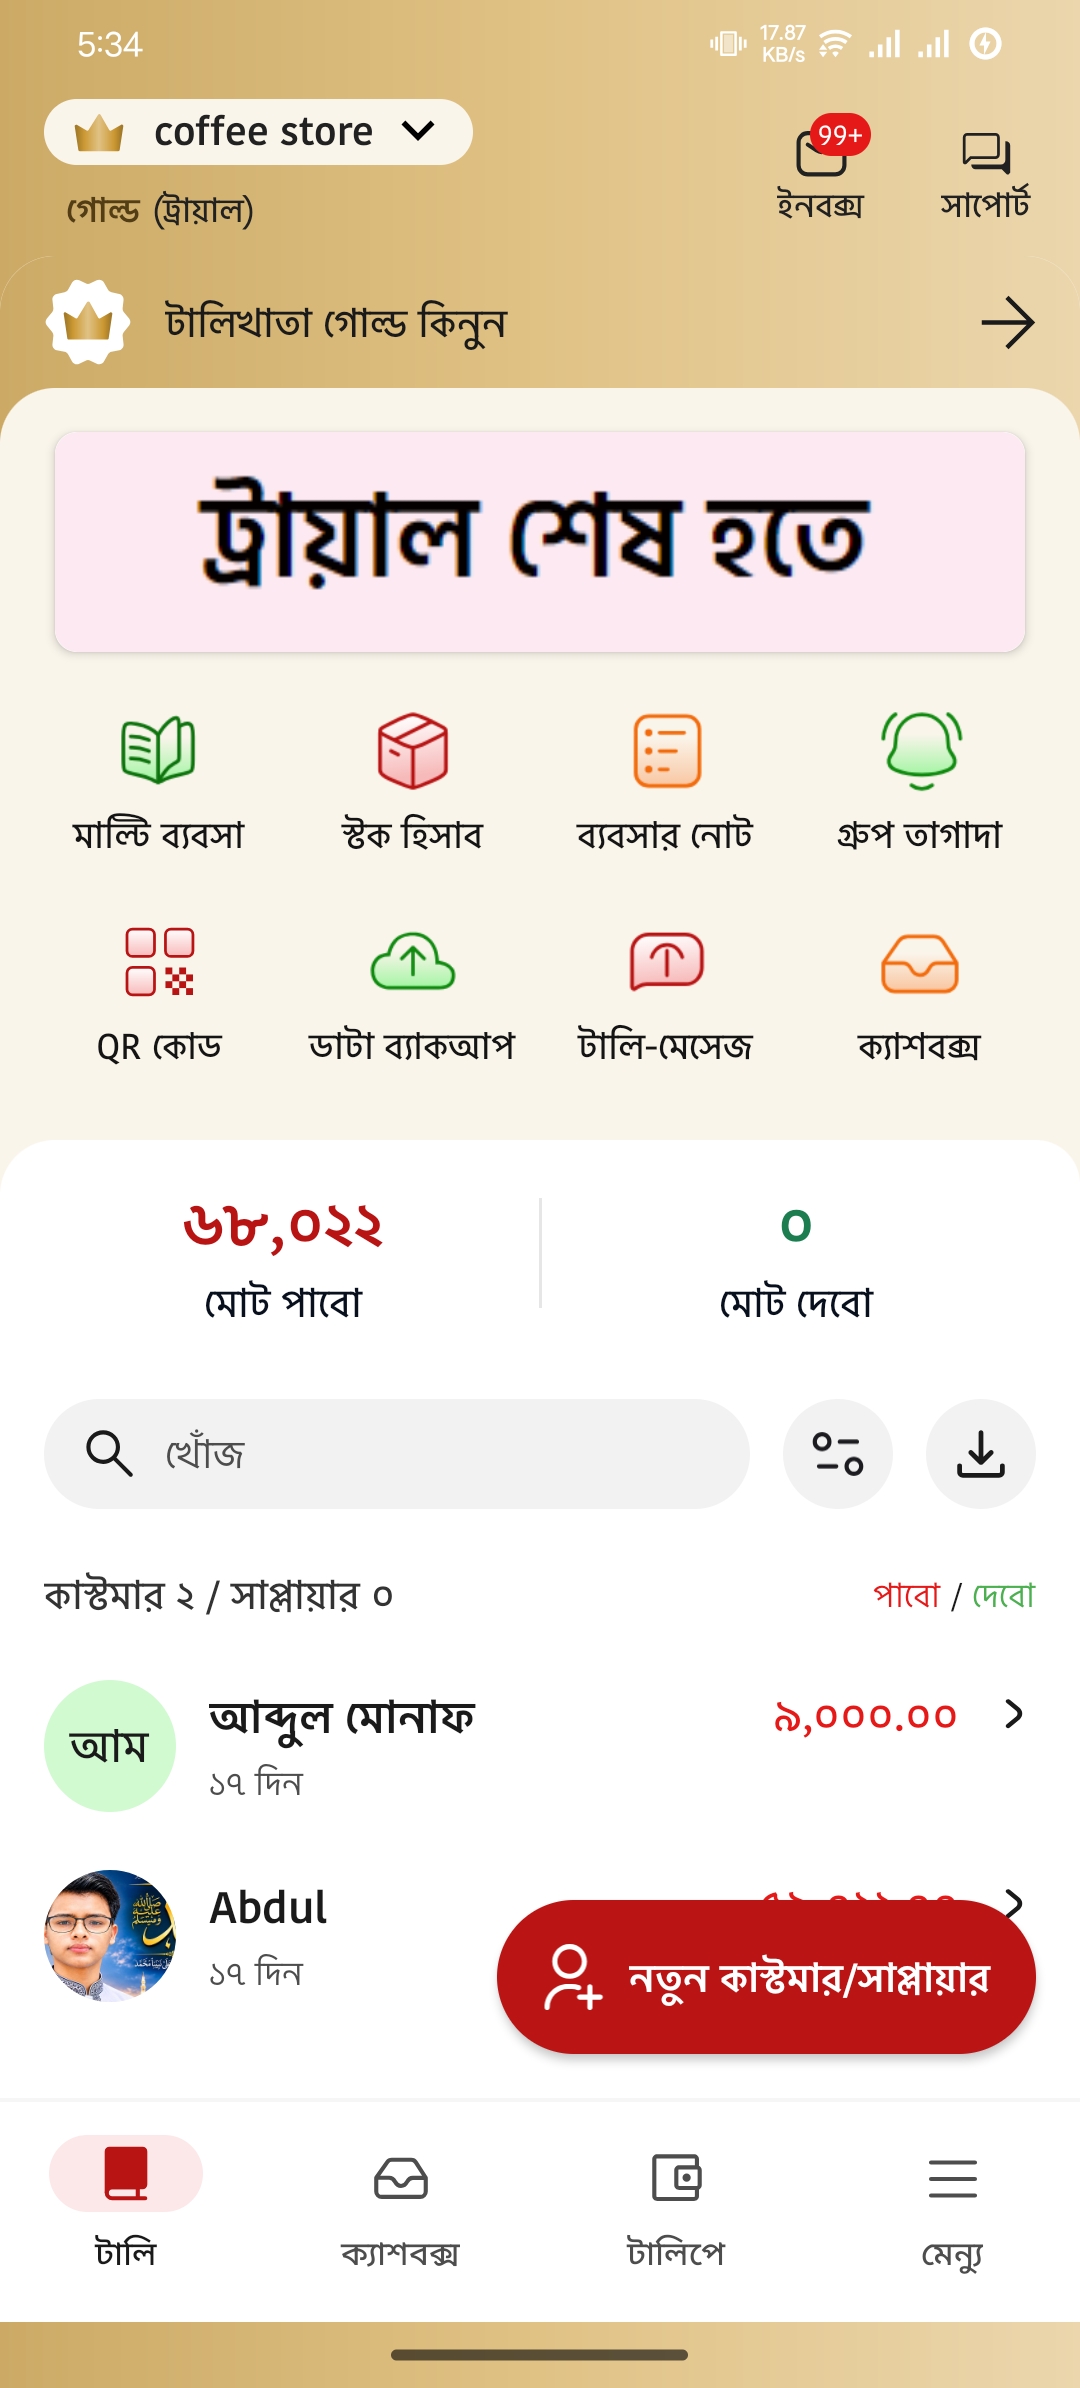 5:34
17.87
KB/s
coffee store
99+
গোল্ড (ট্রায়াল)
ইনবক্স
সাপোর্ট
টালিখাতা গোল্ড কিনুন
ট্রায়াল শেষ হতে
মাল্টি ব্যবসা
স্টক হিসাব
ব্যবসার নোট
গ্রুপ তাগাদা
QR কোড
ডাটা ব্যাকআপ
টালি-মেসেজ
ক্যাশবক্স
৬৮,০২২
০
মোট পাবো
মোট দেবো
খোঁজ
কাস্টমার ২ / সাপ্লায়ার ০
পাবো / দেবো
আম
আব্দুল মোনাফ
৯,০০০.০০
১৭ দিন
Abdul
১৭ দিন
নতুন কাস্টমার/সাপ্লায়ার
টালি
ক্যাশবক্স
টালিপে
মেন্যু